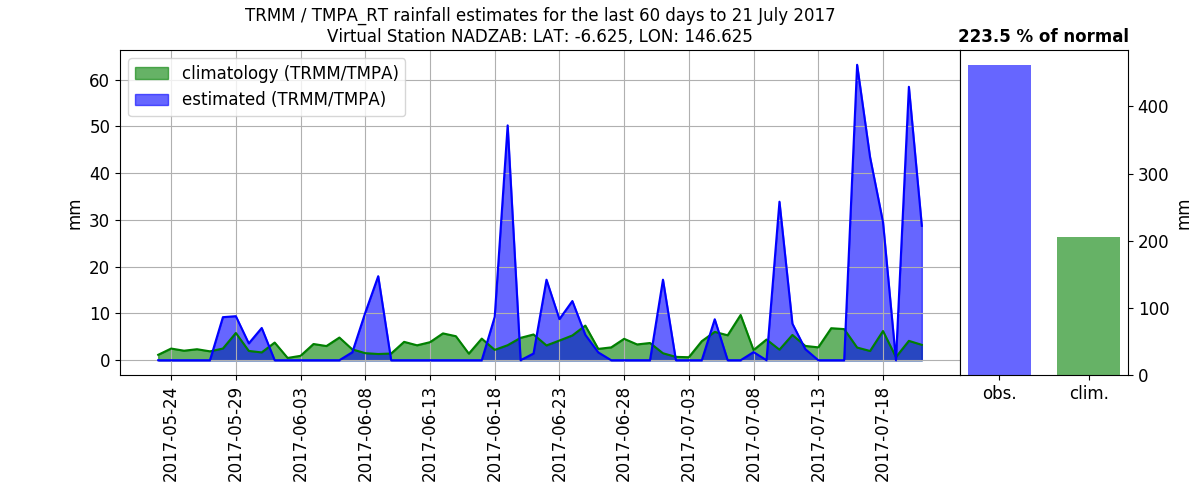 TRMM / TMPA_RT rainfall estimates for the last 60 days to 21 July 2017
Virtual Station NADZAB: LAT: -6.625, LON: 146.625
223.5 % of normal
climatology (TRMM/TMPA)
estimated (TRMM/TMPA)
mm
60
50
40
30
20
10
0
2017-05-24
2017-05-29
2017-06-03
2017-06-08
2017-06-13
2017-06-18
2017-06-23
2017-06-28
2017-07-03
2017-07-08
2017-07-13
2017-07-18
obs.
clim.
400
300
200
100
0
mm